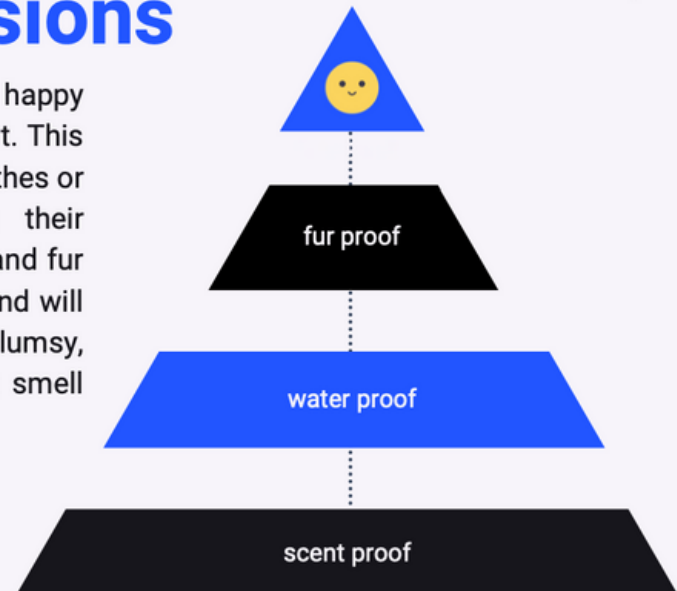 sions
happy
t. This
thes or
their
and fur
nd will
lumsy,
smell
fur proof
water proof
scent proof